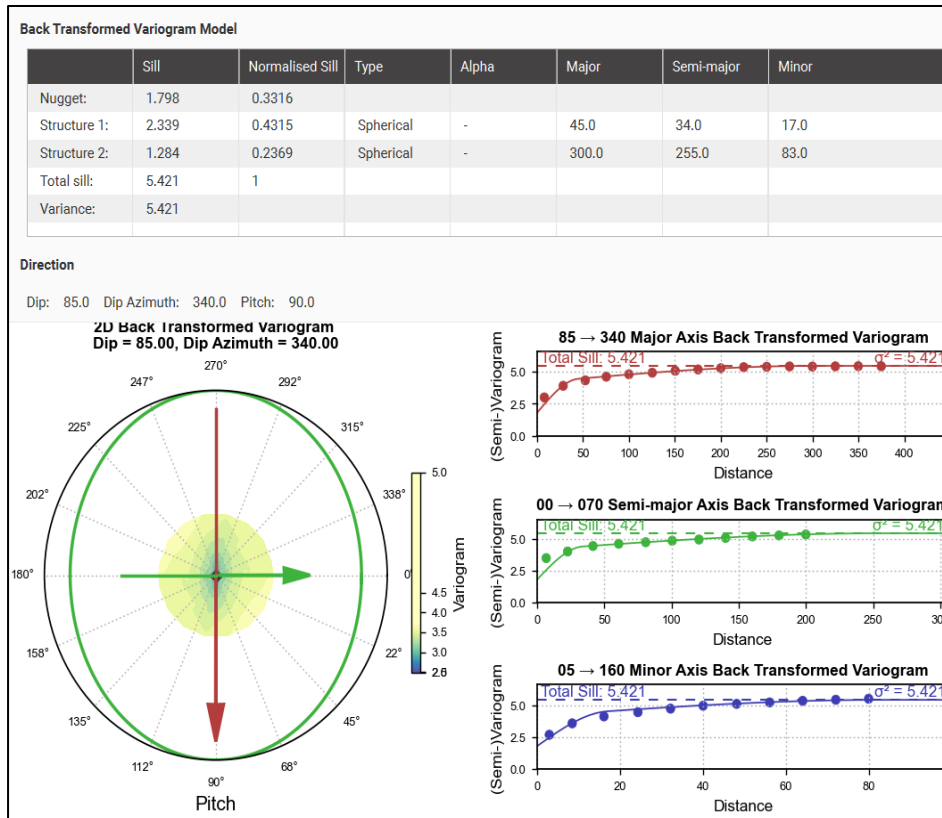 Back Transformed Variogram Model
Sill Normalised Sill Type Alpha Major Semi-major Minor
Nugget: 1.798 0.3316
Structure 1: 2.339 0.4315 Spherical - 45.0 34.0 17.0
Structure 2: 1.284 0.2369 Spherical - 300.0 255.0 83.0
Total sill: 5.421 1
Variance: 5.421
Direction
Dip: 85.0 Dip Azimuth: 340.0 Pitch: 90.0
2D Back Transformed Variogram
Dip = 85.00, Dip Azimuth = 340.00
270°
247° 292°
225° 315°
202° 338°
180° 0°
158° 22°
135° 45°
112° 68°
90°
Pitch
5.0
4.5
4.0
3.5
3.0
2.6
Variogram
85 → 340 Major Axis Back Transformed Variogram
Total Sill: 5.421 σ² = 5.421
(Semi-)Variogram
5.0
2.5
0.0
0 50 100 150 200 250 300 350 400
Distance
00 → 070 Semi-major Axis Back Transformed Variogram
Total Sill: 5.421 σ² = 5.421
(Semi-)Variogram
5.0
2.5
0.0
0 50 100 150 200 250
Distance
05 → 160 Minor Axis Back Transformed Variogram
Total Sill: 5.421 σ² = 5.421
(Semi-)Variogram
5.0
2.5
0.0
0 20 40 60 80
Distance